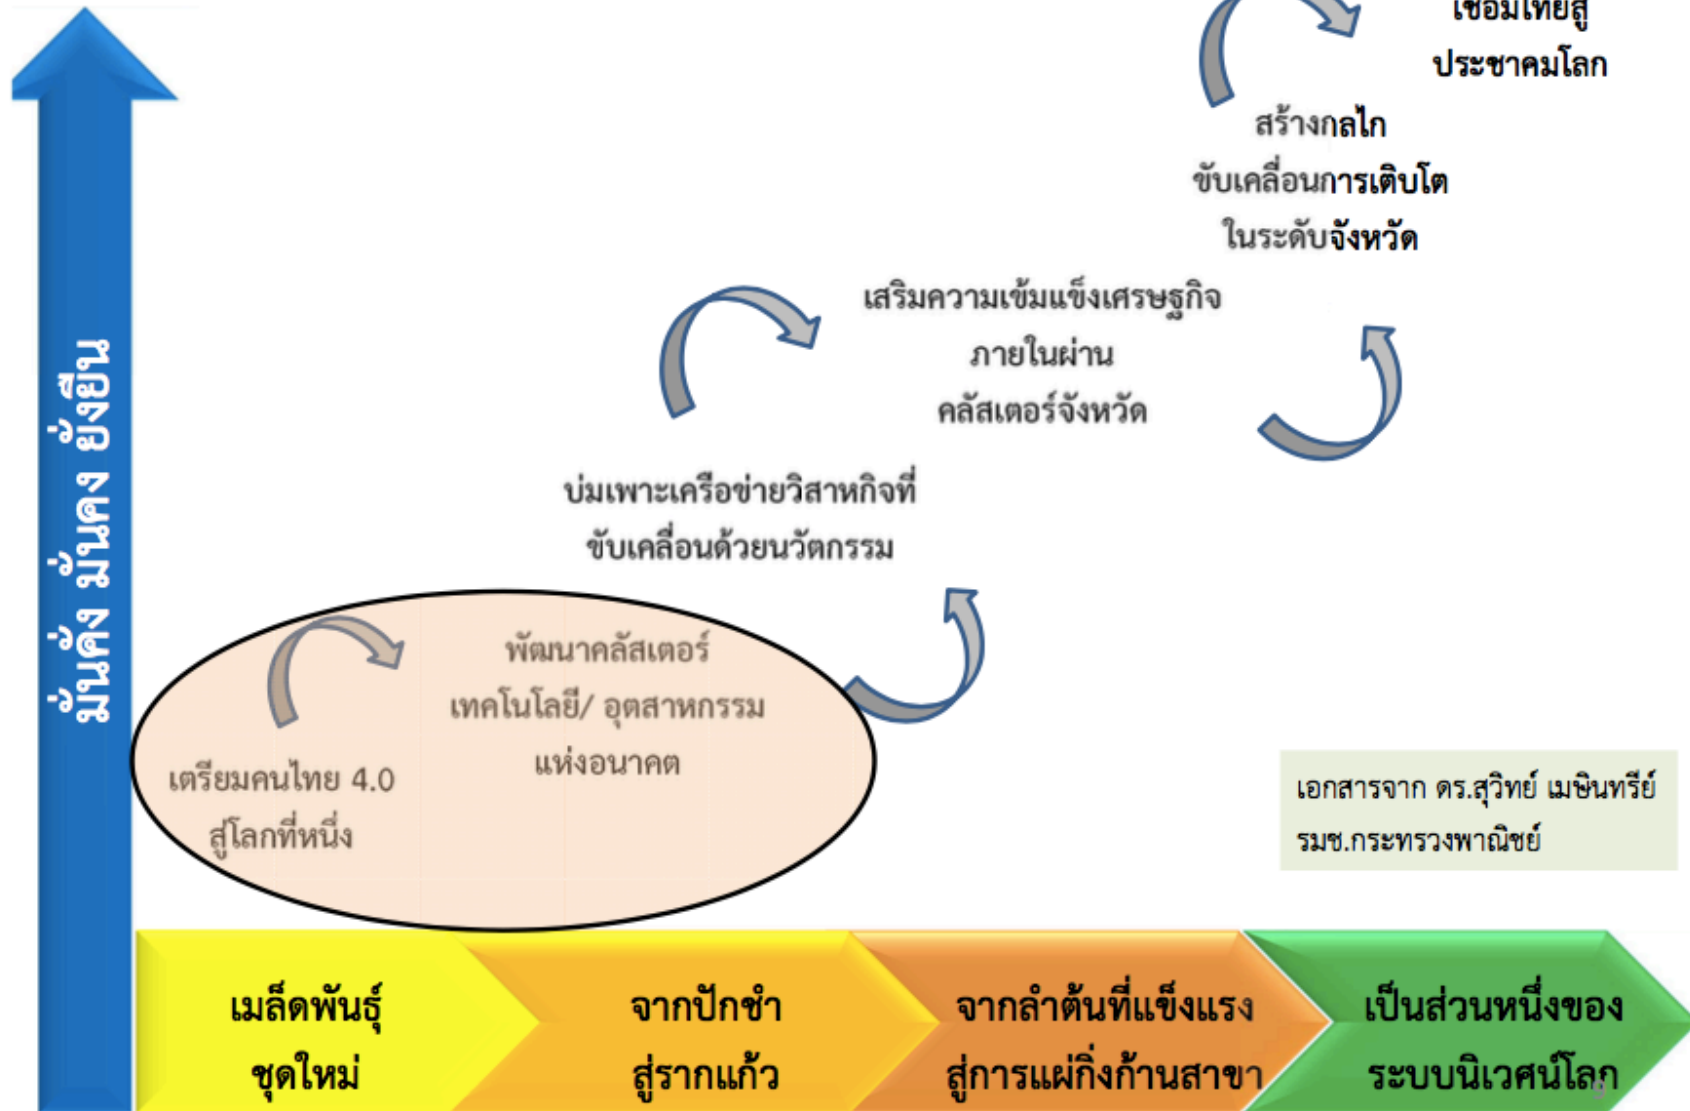 เชื่อมไทยสู่
ประชาคมโลก
สร้างกลไก
ขับเคลื่อนการเติบโต
ในระดับจังหวัด
เสริมความเข้มแข็งเศรษฐกิจ
ภายในผ่าน
คลัสเตอร์จังหวัด
บ่มเพาะเครือข่ายวิสาหกิจที่
ขับเคลื่อนด้วยนวัตกรรม
พัฒนาคลัสเตอร์
เทคโนโลยี/ อุตสาหกรรม
แห่งอนาคต
เตรียมคนไทย 4.0
สู่โลกที่หนึ่ง
มั่นคั่ง มั่นคง ยั่งยืน
เอกสารจาก ดร.สุวิทย์ เมษินทรีย์
รมช.กระทรวงพาณิชย์
เมล็ดพันธุ์
ชุดใหม่
จากปักชำ
สู่รากแก้ว
จากลำต้นที่แข็งแรง
สู่การแผ่กิ่งก้านสาขา
เป็นส่วนหนึ่งของ
ระบบนิเวศน์โลก